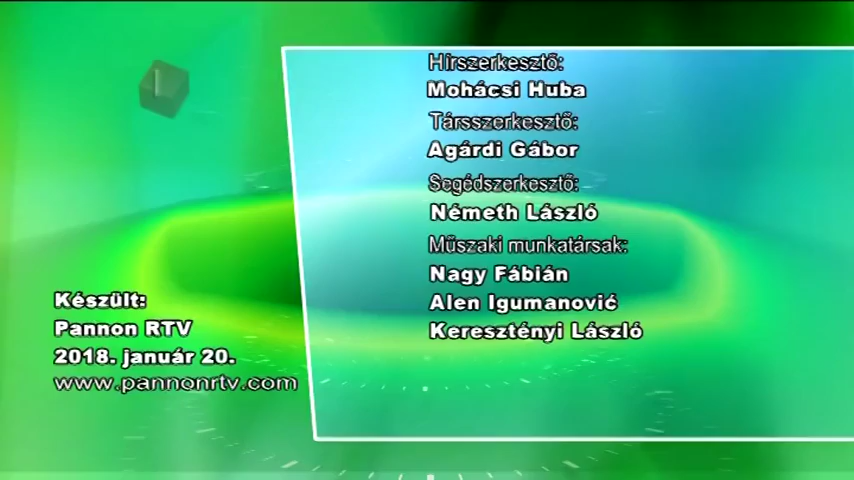 Hírszerkesztő:
Mohácsi Huba
Társszerkesztő:
Agárdi Gábor
Segédszerkesztő:
Németh László
Műszaki munkatársak:
Nagy Fábián
Alen Igumanović
Keresztényi László
Készült:
Pannon RTV
2018. január 20.
www.pannonrtv.com